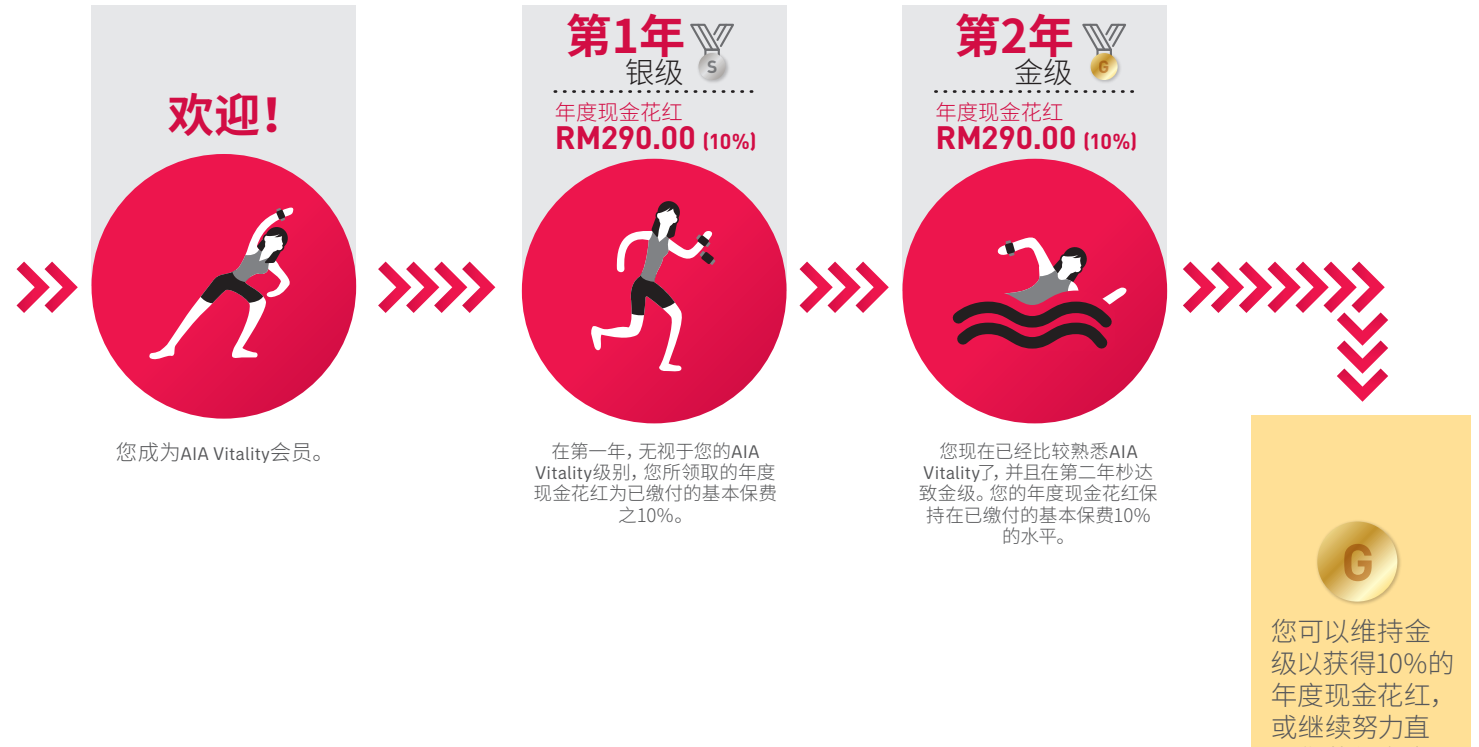 欢迎！
您成为AIA Vitality会员。
第1年
银级
S
年度现金花红
RM290.00 (10%)
在第一年，无视于您的AIA
Vitality级别，您所领取的年度
现金花红为已缴付的基本保费
之10%。
第2年
金级
G
年度现金花红
RM290.00 (10%)
您现在已经比较熟悉AIA
Vitality了，并且在第二年杪达
致金级。您的年度现金花红保
持在已缴付的基本保费10%
的水平。
G
您可以维持金
级以获得10%的
年度现金花红，
或继续努力直